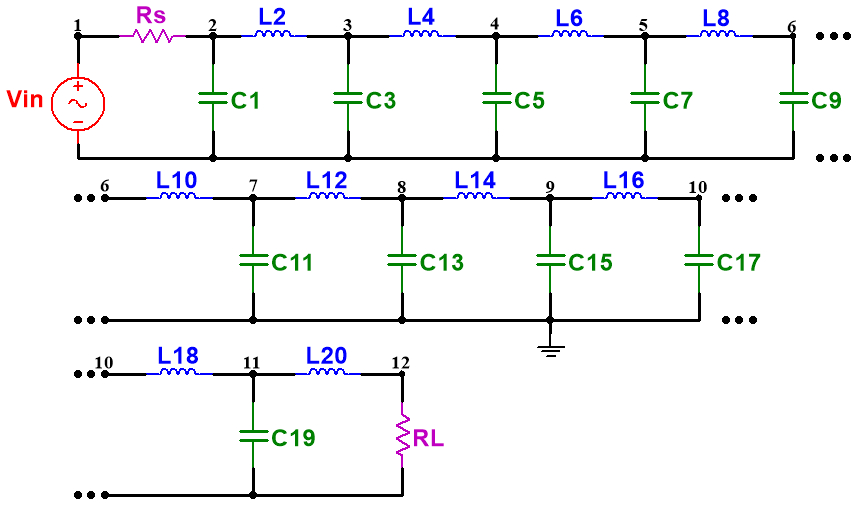 1 Rs 2 L2 3 L4 4 L6 5 L8 6
Vin + − C1 C3 C5 C7 C9
6 L10 7 L12 8 L14 9 L16 10
C11 C13 C15 C17
10 L18 11 L20 12
C19 RL